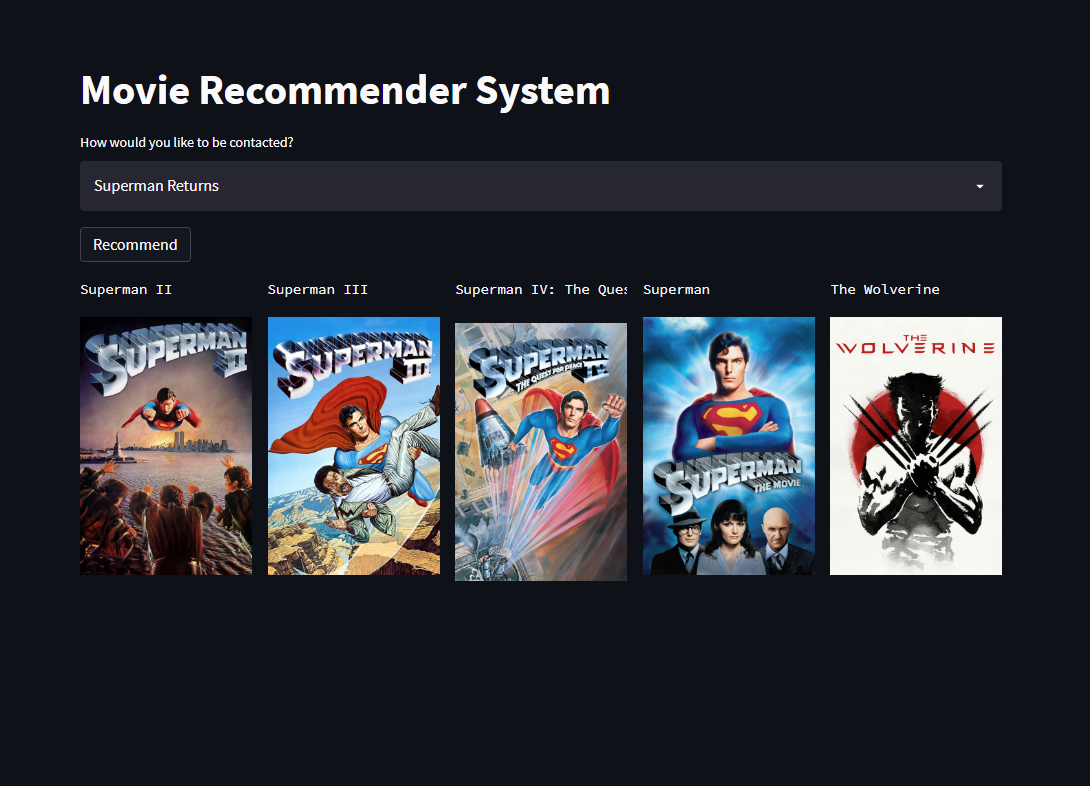 Movie Recommender System
How would you like to be contacted?
Superman Returns
Recommend
Superman II
Superman III
Superman IV: The Ques
Superman
The Wolverine
SUPERMAN II
SUPERMAN III
SUPERMAN IV
THE QUEST FOR PEACE
SUPERMAN
THE MOVIE
THE
WOLVERINE